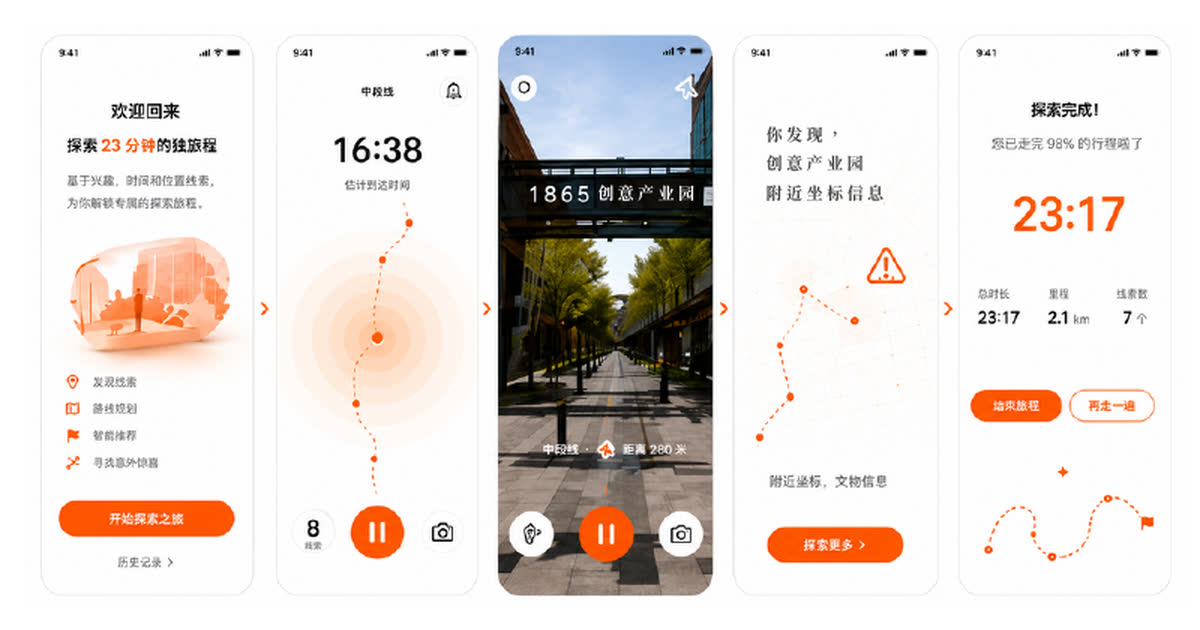 9:41
欢迎回来
探索 23 分钟的独旅程
基于兴趣，时间和位置线索，
为你解锁专属的探索旅程。
发现线索
路线规划
智能推荐
寻找意外惊喜
开始探索之旅
历史记录 >
9:41
中段线
16:38
估计到达时间
8
线索
9:41
1865 创意产业园
中段线 · 距离 280 米
9:41
你发现，
创意产业园
附近坐标信息
附近坐标，文物信息
探索更多 >
9:41
探索完成！
您已走完 98% 的行程啦了
23:17
总时长 里程 线索数
23:17 2.1 km 7 个
结束旅程 再走一遍